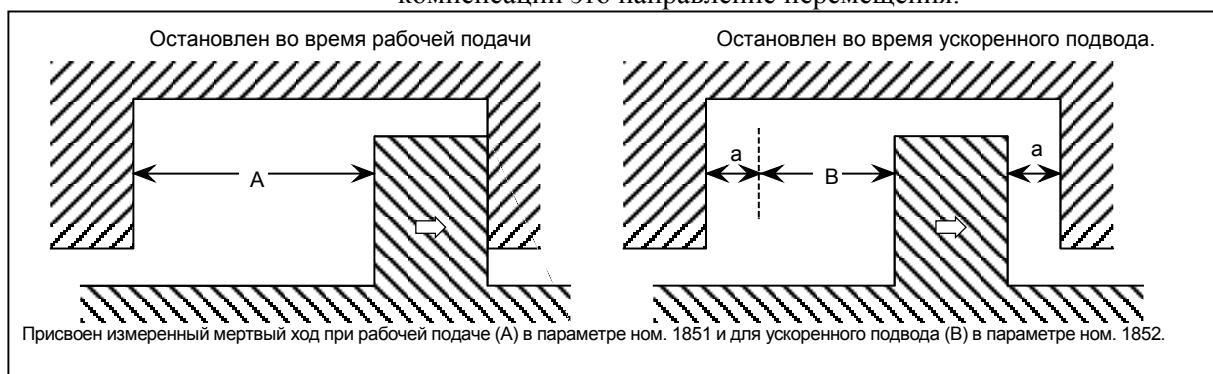 компенсации это направление перемещения.
Остановлен во время рабочей подачи
Остановлен во время ускоренного подвода.
A
a
B
a
Присвоен измеренный мертвый ход при рабочей подаче (A) в параметре ном. 1851 и для ускоренного подвода (B) в параметре ном. 1852.